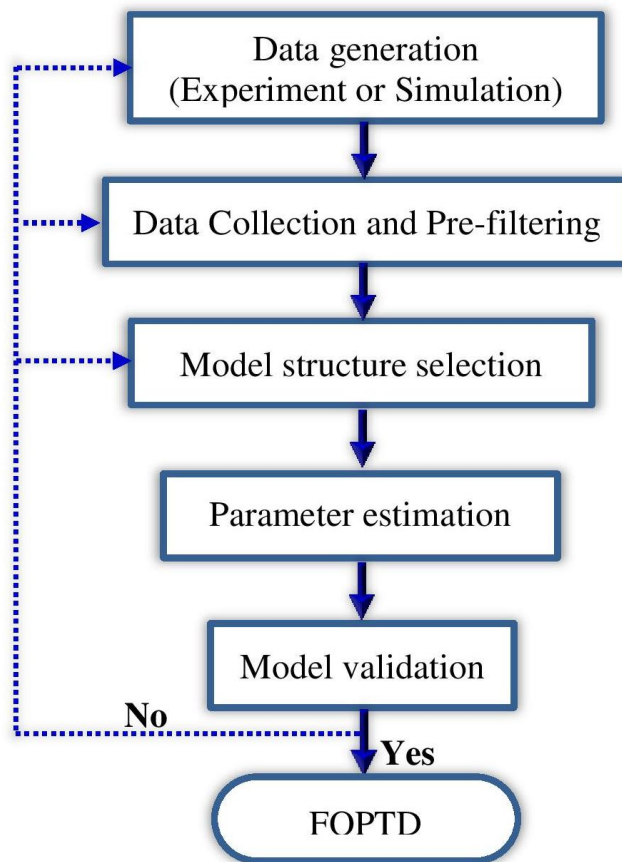 Data generation
(Experiment or Simulation)
Data Collection and Pre-filtering
Model structure selection
Parameter estimation
Model validation
No
Yes
FOPTD